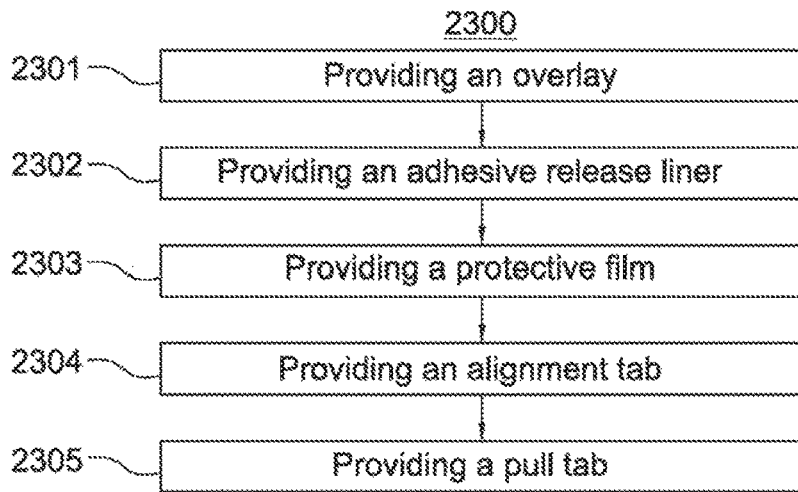 2300
2301 Providing an overlay
2302 Providing an adhesive release liner
2303 Providing a protective film
2304 Providing an alignment tab
2305 Providing a pull tab